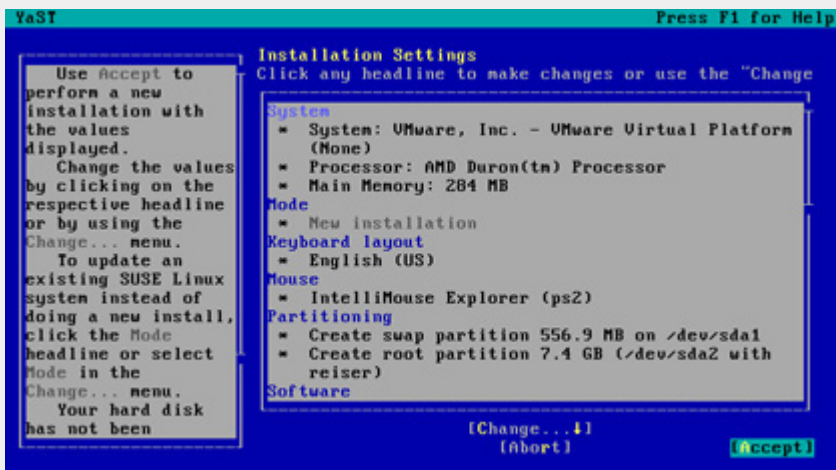 YaST
Press F1 for Help
Use Accept to
perform a new
installation with
the values
displayed.
Change the values
by clicking on the
respective headline
or by using the
Change... menu.
To update an
existing SUSE Linux
system instead of
doing a new install,
click the Mode
headline or select
Mode in the
Change... menu.
Your hard disk
has not been
Installation Settings
Click any headline to make changes or use the "Change
System
* System: VMware, Inc. - VMware Virtual Platform
(None)
* Processor: AMD Duron(tm) Processor
* Main Memory: 284 MB
Mode
* New installation
Keyboard layout
* English (US)
Mouse
* IntelliMouse Explorer (ps2)
Partitioning
* Create swap partition 556.9 MB on /dev/sda1
* Create root partition 7.4 GB (/dev/sda2 with
reiser)
Software
[Change...↓]
[Abort]
[Accept]